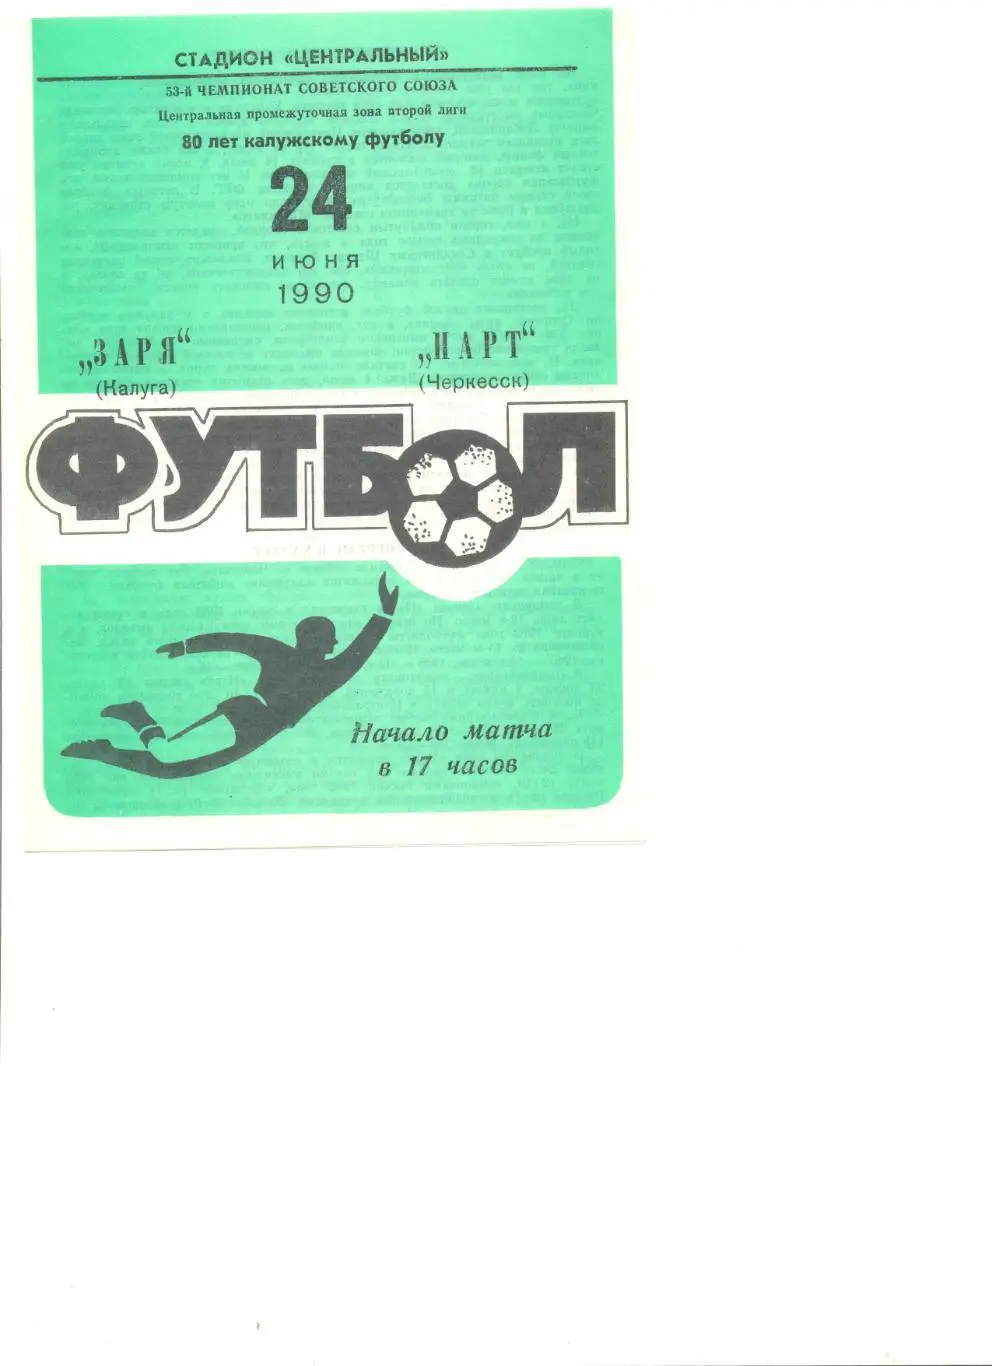 СТАДИОН «ЦЕНТРАЛЬНЫЙ»
53-й ЧЕМПИОНАТ СОВЕТСКОГО СОЮЗА
Центральная промежуточная зона второй лиги
80 лет калужскому футболу
24
ИЮНЯ
1990
„ЗАРЯ“
(Калуга)
„НАРТ“
(Черкесск)
ФУТБОЛ
Начало матча
в 17 часов